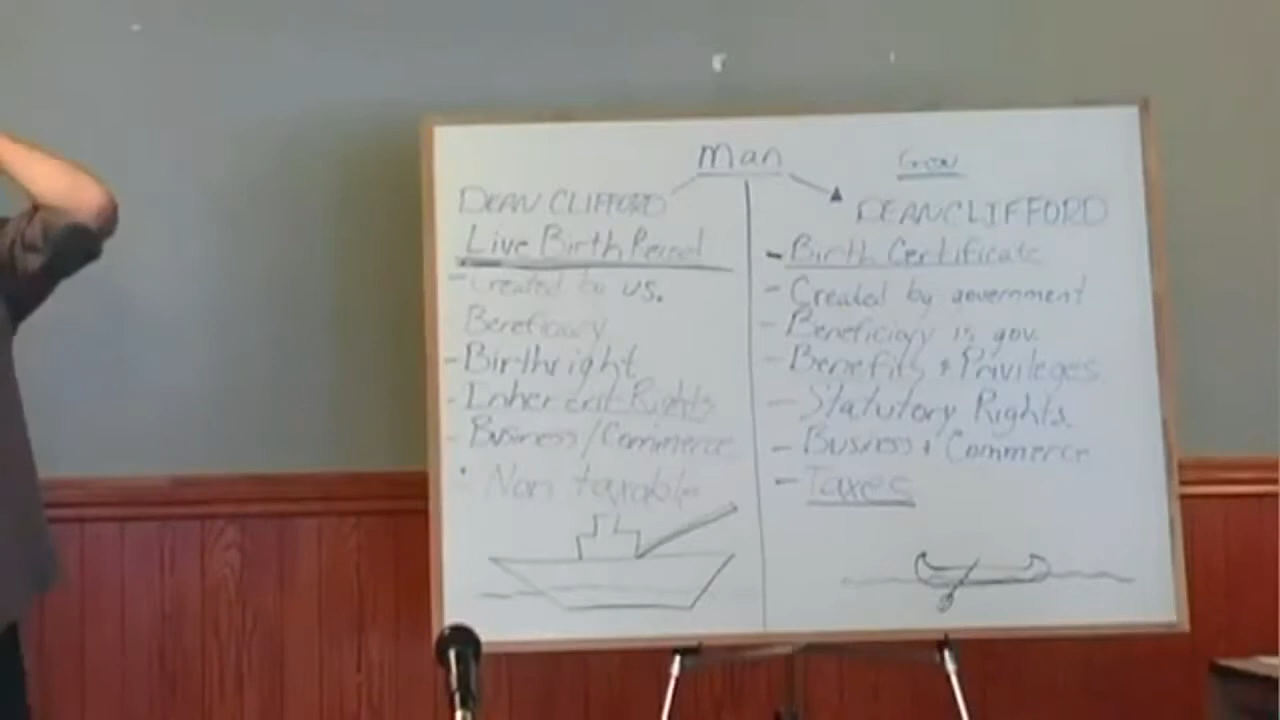 Man
Gov
DEAN CLIFFORD
Live Birth Record
- Created by us.
Beneficiary
- Birthright
- Inherent Rights
- Business/Commerce
- Non taxable
DEAN CLIFFORD
- Birth Certificate
- Created by government
- Beneficiary is gov.
- Benefits + Privileges
- Statutory Rights
- Business + Commerce
- Taxes